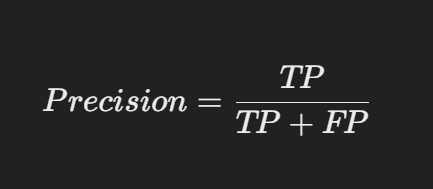 Precision = TP / TP + FP